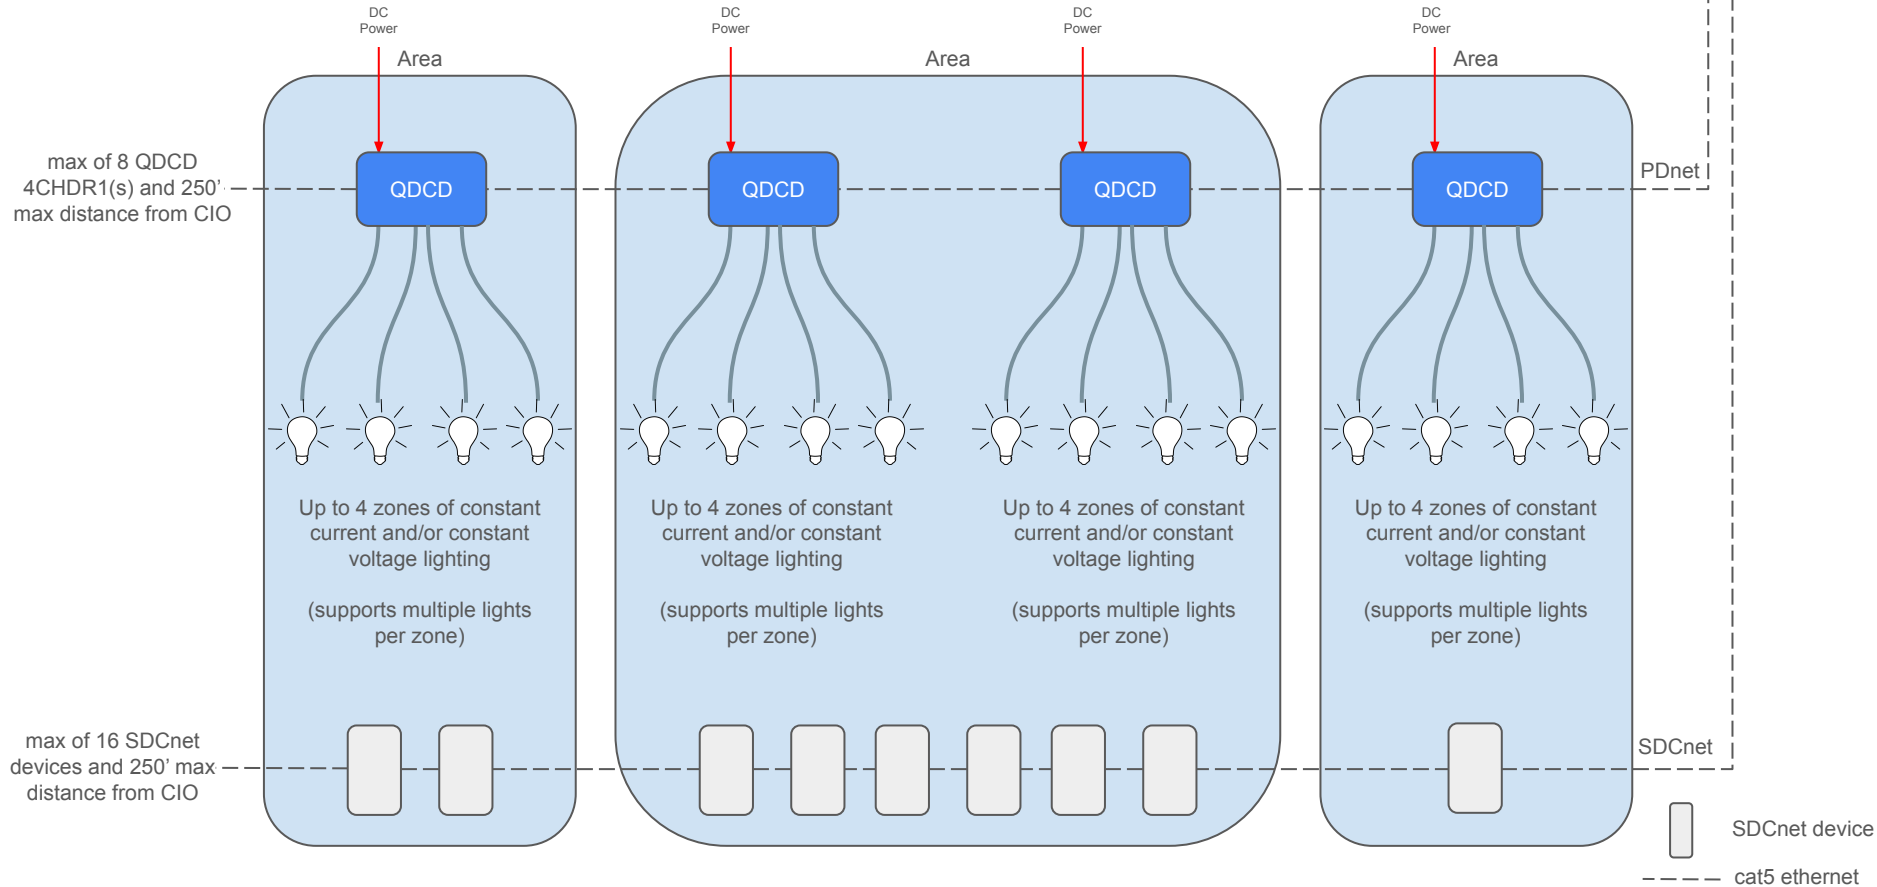 DC
Power
DC
Power
DC
Power
DC
Power
Area
Area
Area
max of 8 QDCD
4CHDR1(s) and 250’
max distance from CIO
QDCD
QDCD
QDCD
QDCD
PDnet
Up to 4 zones of constant
current and/or constant
voltage lighting
(supports multiple lights
per zone)
Up to 4 zones of constant
current and/or constant
voltage lighting
(supports multiple lights
per zone)
Up to 4 zones of constant
current and/or constant
voltage lighting
(supports multiple lights
per zone)
Up to 4 zones of constant
current and/or constant
voltage lighting
(supports multiple lights
per zone)
max of 16 SDCnet
devices and 250’ max
distance from CIO
SDCnet
SDCnet device
cat5 ethernet